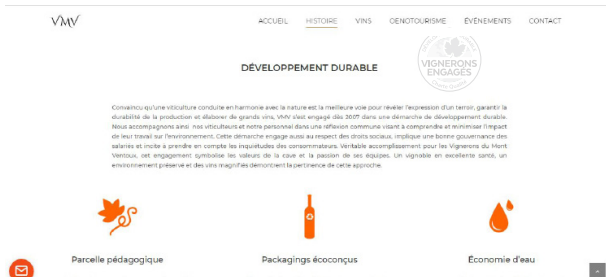 VMV
ACCUEIL HISTOIRE VINS OENOTOURISME ÉVÉNEMENTS CONTACT
VIGNERONS
ENGAGÉS
DÉVELOPPEMENT DURABLE
Convaincu qu'une viticulture conduite en harmonie avec la nature est la meilleure voie pour révéler l'expression d'un terroir, garantir la
durabilité de la production et élaborer de grands vins, VMV s'est engagé dès 2007 dans une démarche de développement durable.
Nous accompagnons ainsi nos viticulteurs et notre personnel dans une réflexion commune visant à comprendre et minimiser l'impact
de leur travail sur l'environnement. Cette démarche engage aussi au respect des droits sociaux, implique une bonne gouvernance des
salariés et incite à prendre en compte les inquiétudes des consommateurs. Véritable accomplissement pour les Vignerons du Mont
Ventoux, cet engagement symbolise les valeurs de la cave et la passion de ses équipes. Un vignoble en excellente santé, un
environnement préservé et des vins magnifiés démontrent la pertinence de cette approche.
Parcelle pédagogique Packagings écoconçus Économie d'eau